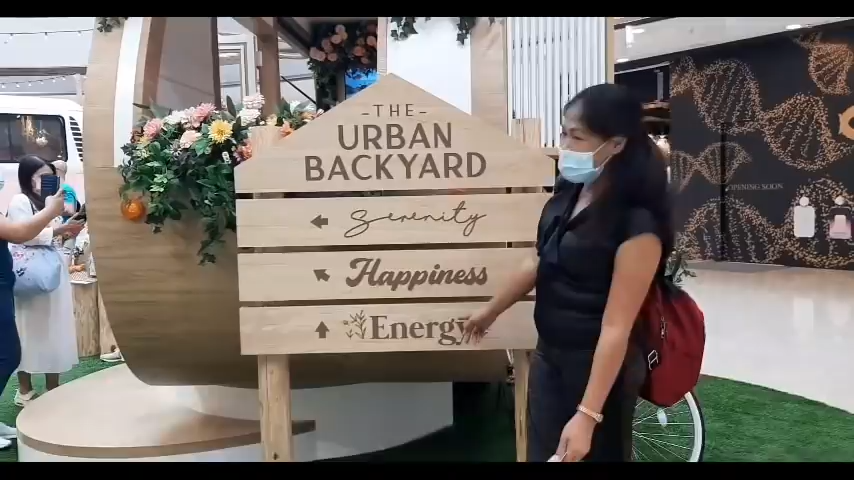 THE
URBAN
BACKYARD
← Serenity
↖ Happiness
↑ Energy
OPENING SOON